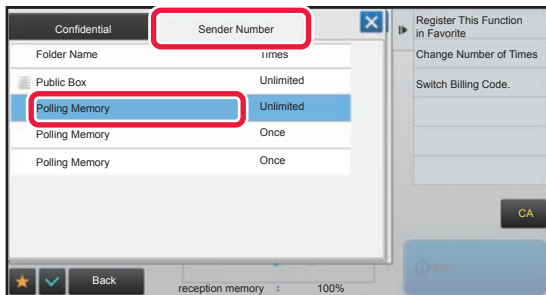 Confidential
Sender Number
Folder Name
Times
Public Box
Unlimited
Polling Memory
Unlimited
Polling Memory
Once
Polling Memory
Once
Back
reception memory : 100%
Register This Function
in Favorite
Change Number of Times
Switch Billing Code.
CA
Start